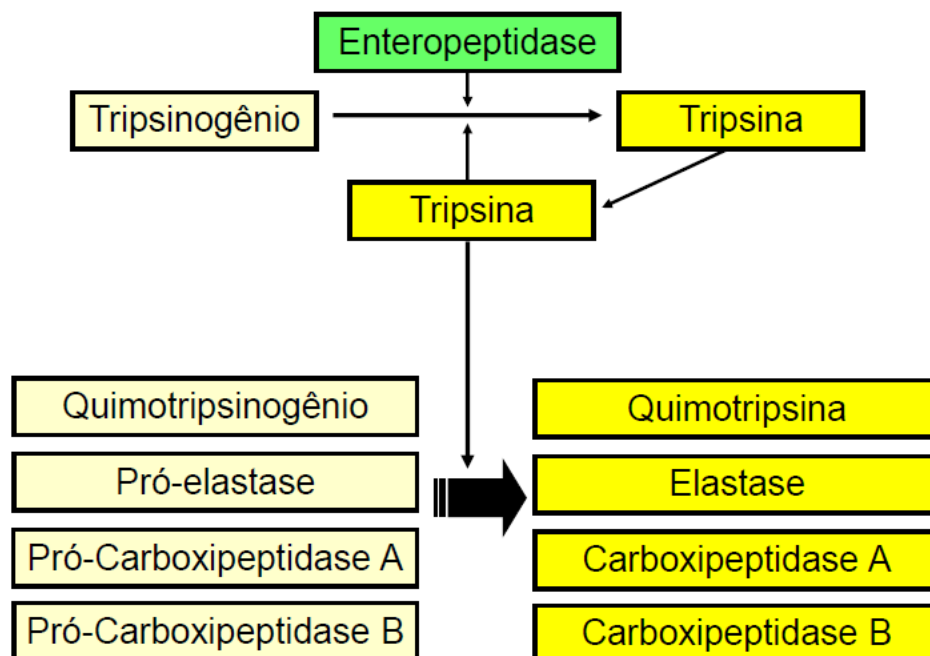 Enteropeptidase
Tripsinogênio
Tripsina
Tripsina
Quimotripsinogênio
Quimotripsina
Pró-elastase
Elastase
Pró-Carboxipeptidase A
Carboxipeptidase A
Pró-Carboxipeptidase B
Carboxipeptidase B